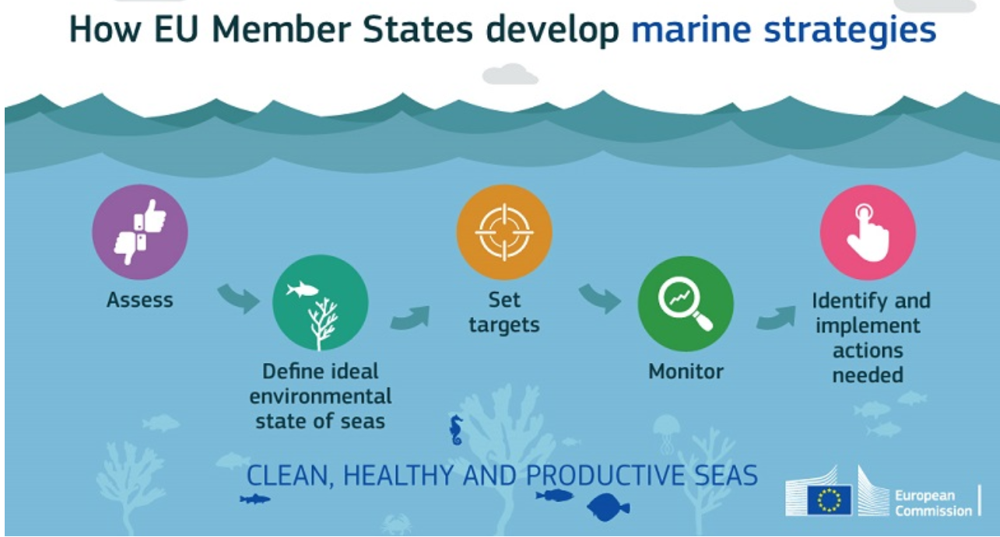 How EU Member States develop marine strategies
Assess
Define ideal
environmental
state of seas
Set
targets
Monitor
Identify and
implement
actions
needed
CLEAN, HEALTHY AND PRODUCTIVE SEAS
European
Commission